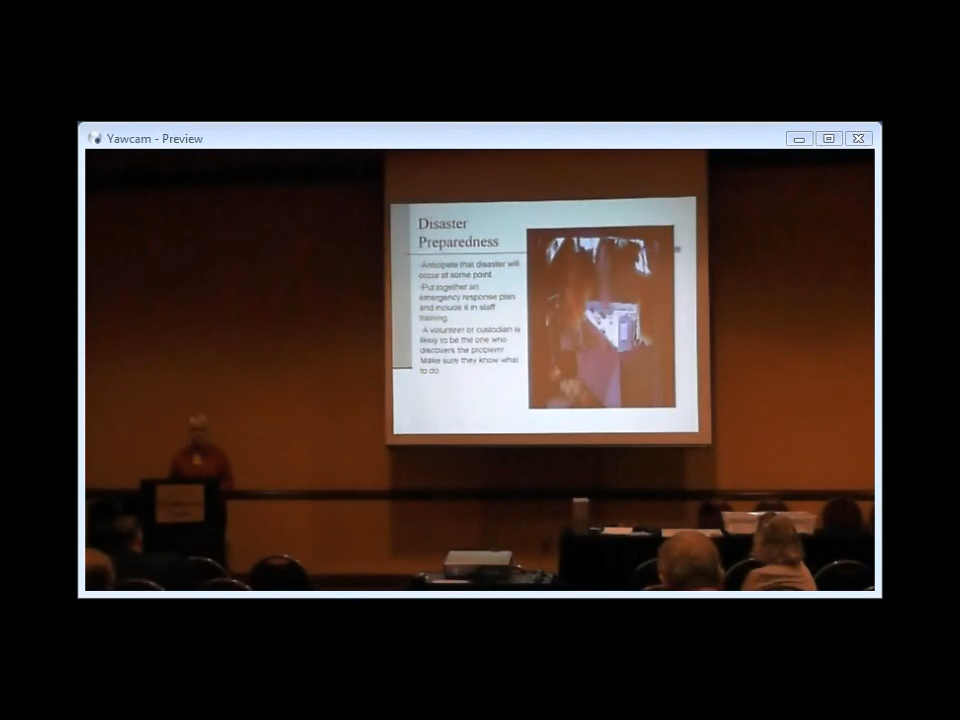 Yawcam - Preview
Disaster
Preparedness
-Anticipate that disaster will
occur at some point
-Put together an
emergency response plan
and include it in staff
training
-A volunteer or custodian is
likely to be the one who
discovers the problem!
Make sure they know what
to do